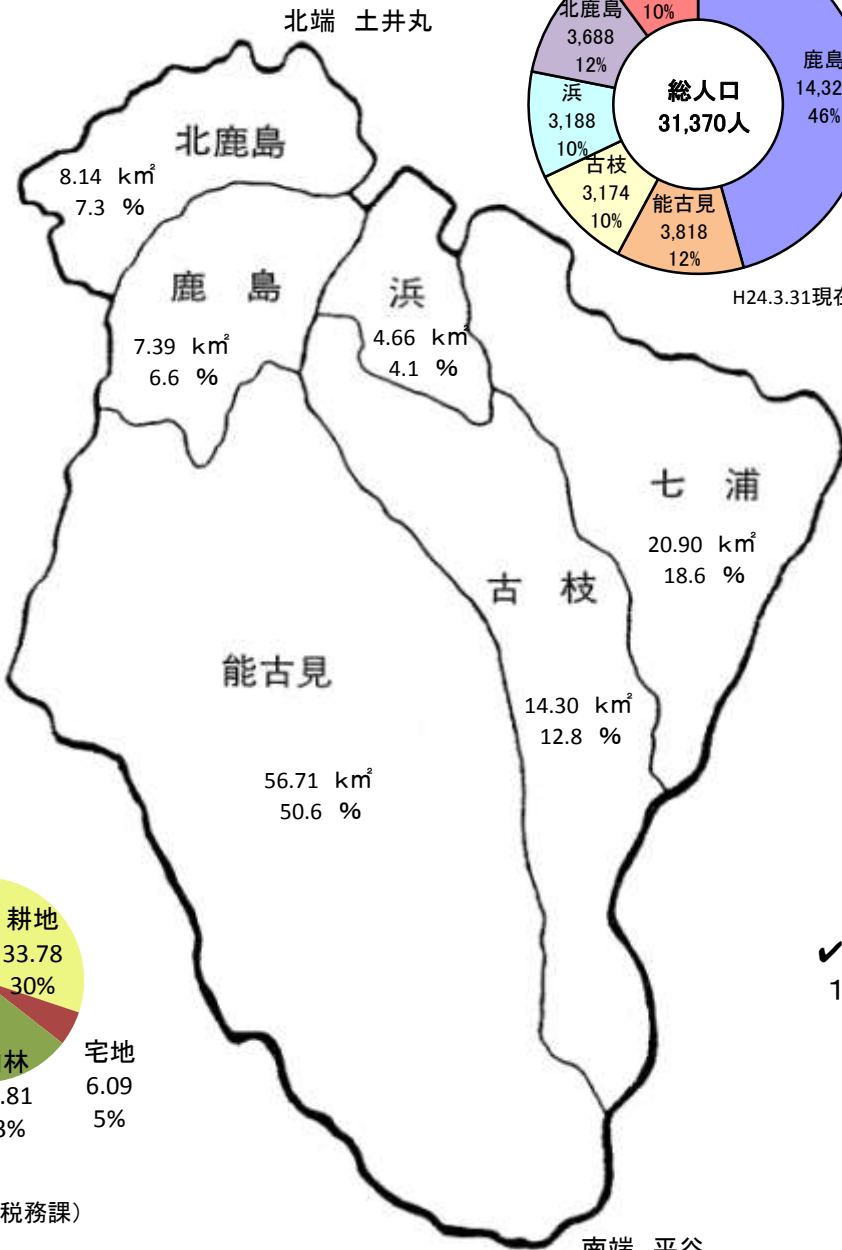 北端 土井丸
10%
北鹿島
3,688
12%
浜
3,188
10%
古枝
3,174
10%
能古見
3,818
12%
鹿島
46%
総人口
31,370人
H24.3.31現在
北鹿島
8.14 k㎡
7.3 %
鹿 島
7.39 k㎡
6.6 %
浜
4.66 k㎡
4.1 %
七 浦
20.90 k㎡
18.6 %
古 枝
14.30 k㎡
12.8 %
能古見
56.71 k㎡
50.6 %
耕地
33.78
30%
宅地
6.09
5%
林
.81
税務課）
南端 平谷